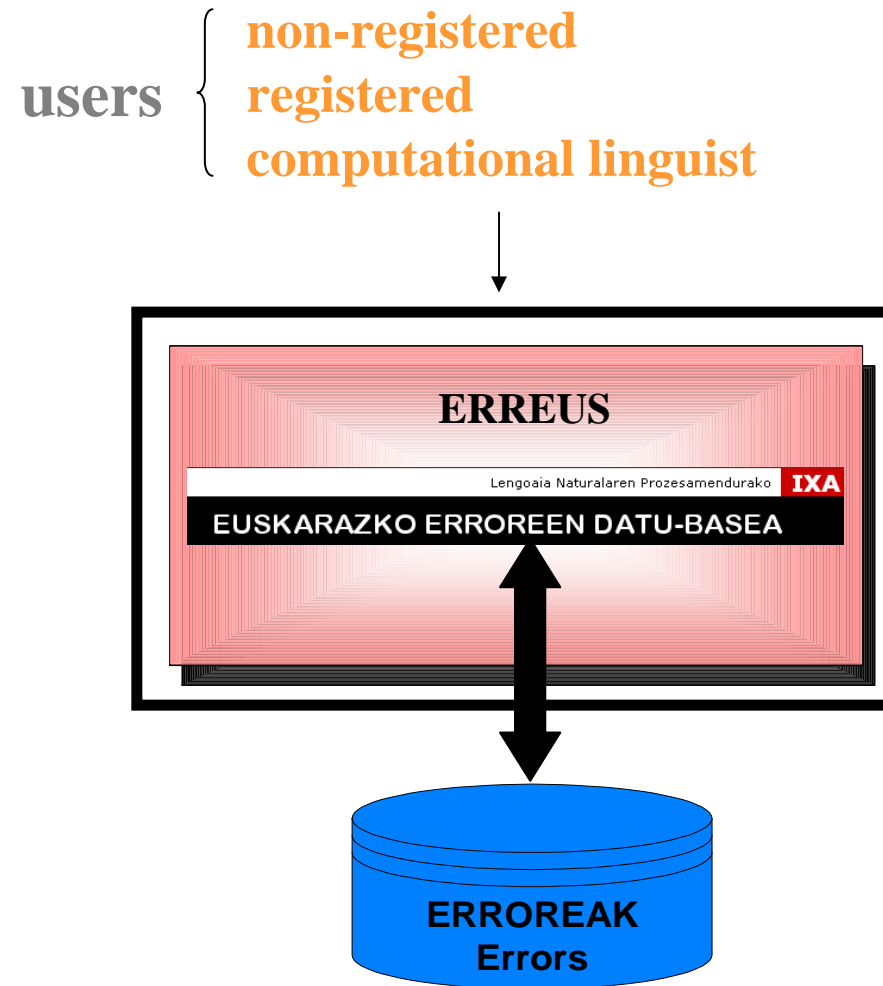 non-registered
users
registered
computational linguist
ERREUS
Lengoaia Naturalaren Prozesamendurako IXA
EUSKARAZKO ERROREEN DATU-BASEA
ERROREAK
Errors